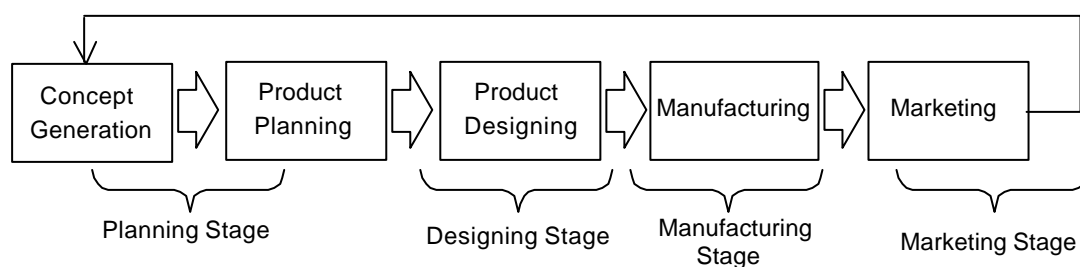 Concept
Generation
Product
Planning
Product
Designing
Manufacturing
Marketing
Planning Stage
Designing Stage
Manufacturing
Stage
Marketing Stage